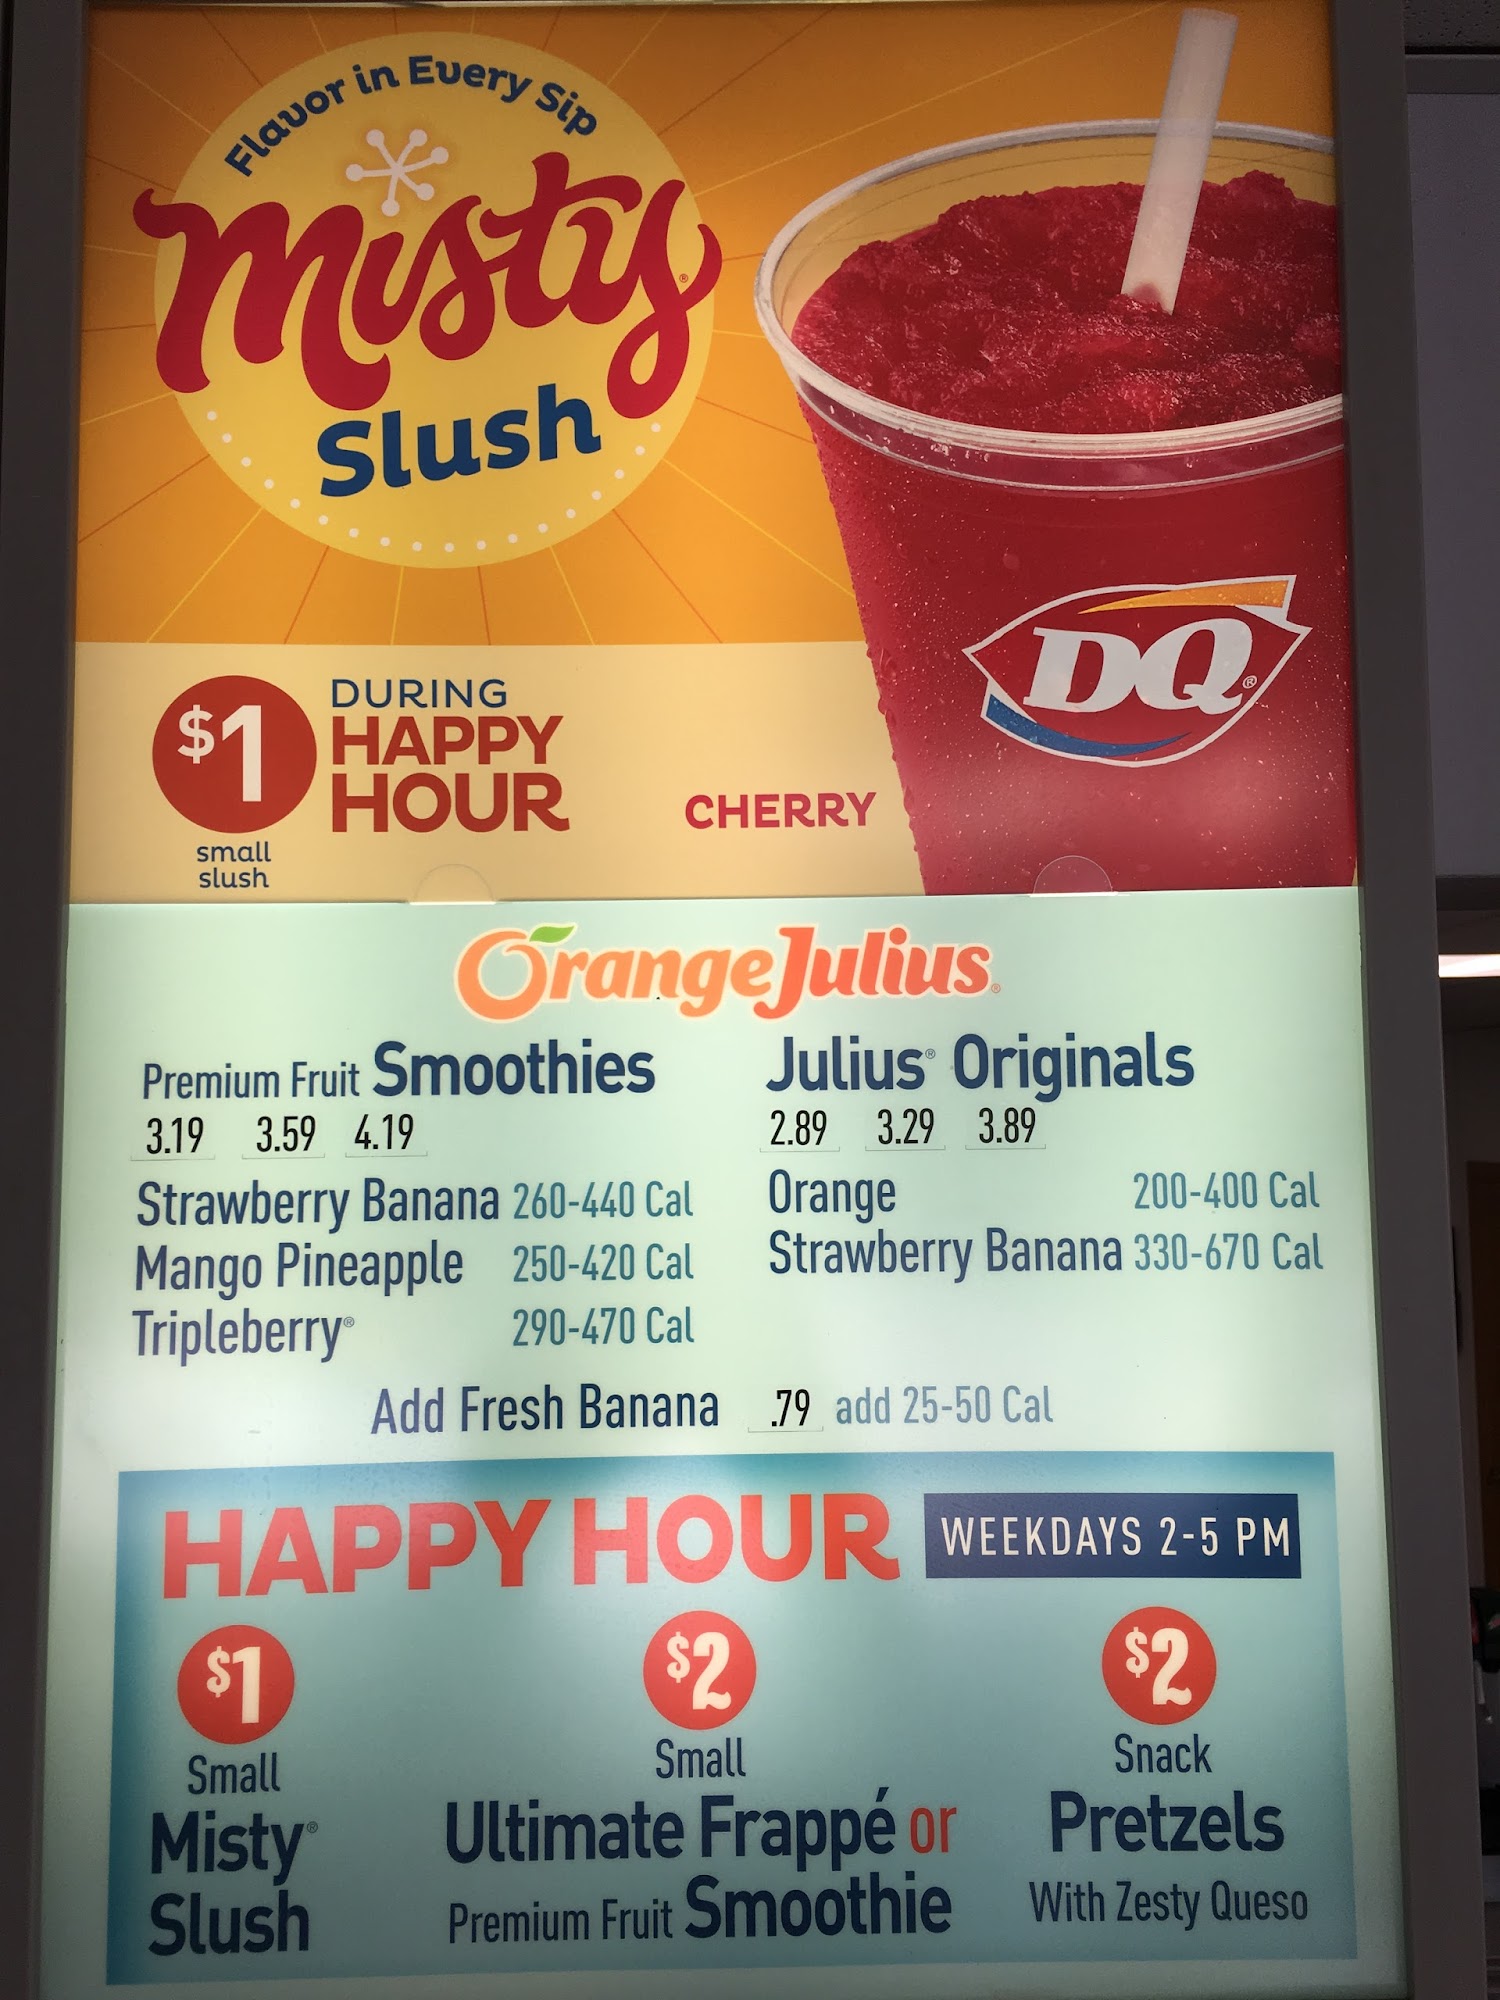 Flavor in Every Sip
Misty®
Slush
DQ®
$1
DURING
HAPPY
HOUR
small
slush
CHERRY
Orange Julius®
Premium Fruit Smoothies
3.19 3.59 4.19
Strawberry Banana 260-440 Cal
Mango Pineapple 250-420 Cal
Tripleberry® 290-470 Cal
Julius® Originals
2.89 3.29 3.89
Orange 200-400 Cal
Strawberry Banana 330-670 Cal
Add Fresh Banana .79 add 25-50 Cal
HAPPY HOUR WEEKDAYS 2-5 PM
$1
Small
Misty®
Slush
$2
Small
Ultimate Frappé or
Premium Fruit Smoothie
$2
Snack
Pretzels
With Zesty Queso